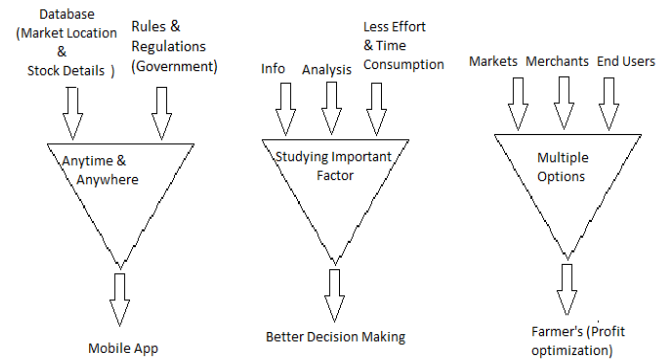 Database
(Market Location
&
Stock Details )
Rules &
Regulations
(Government)
Anytime &
Anywhere
Mobile App
Info
Analysis
Less Effort
& Time
Consumption
Studying Important
Factor
Better Decision Making
Markets
Merchants
End Users
Multiple
Options
Farmer's (Profit
optimization)